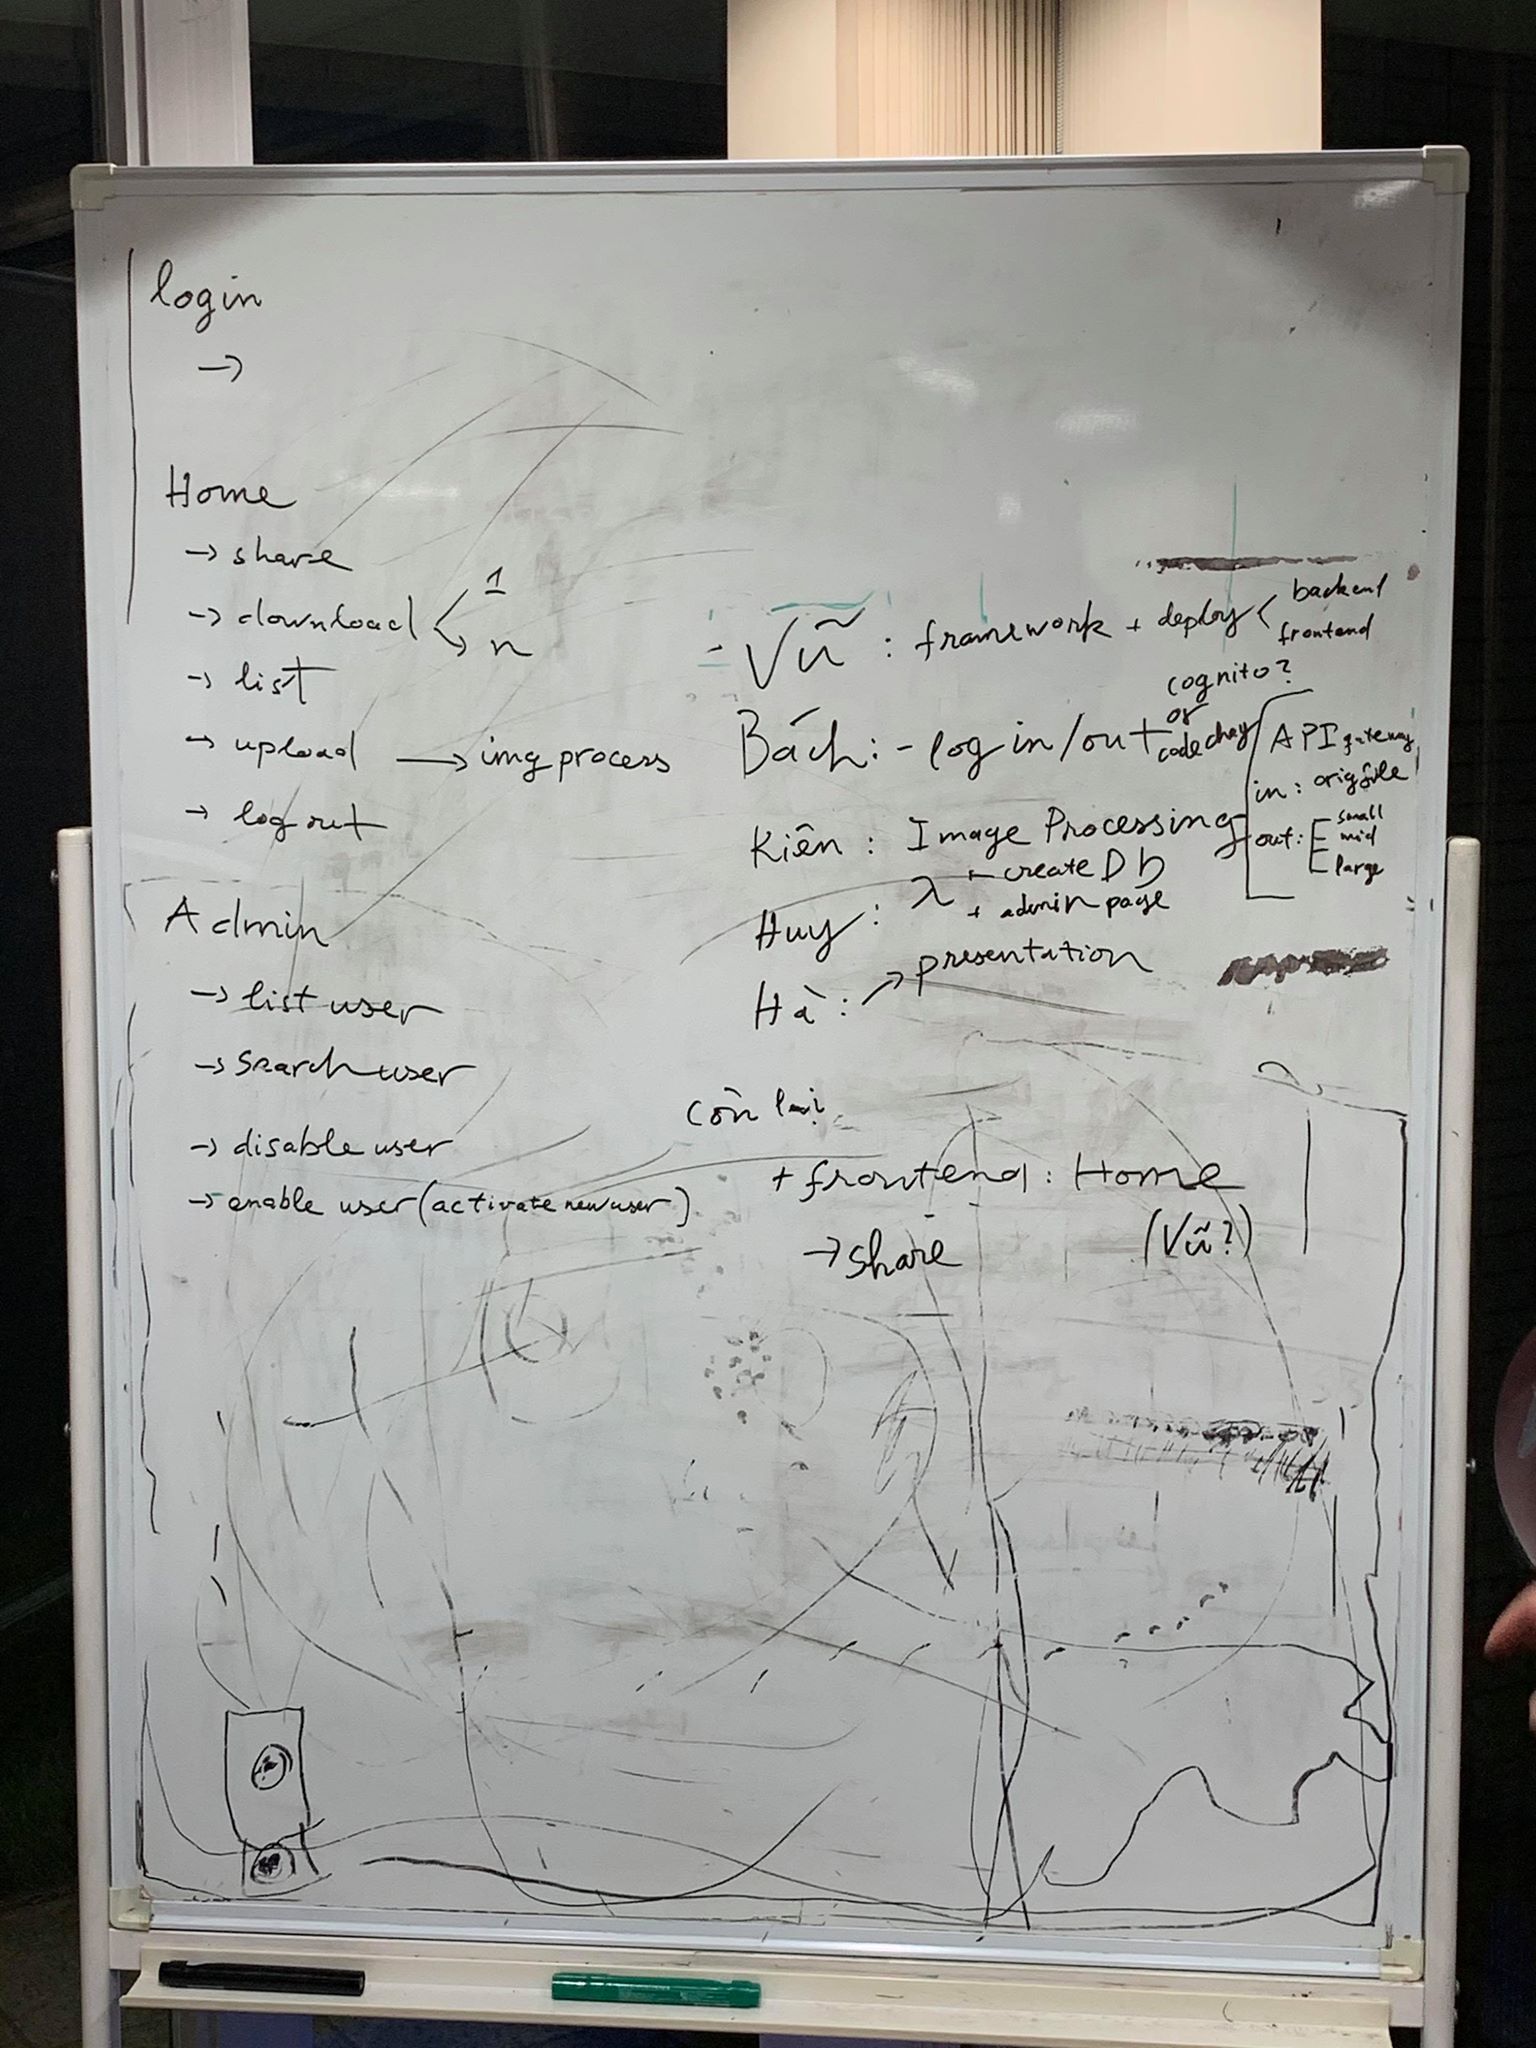 login
→
Home
→ share
→ download < 1
→ n
→ list
→ upload → img process
→ log out
Admin
→ list user
→ search user
→ disable user
→ enable user (activate new user)
- Vũ : framework + deploy < backend
frontend
Bách : - log in/out cognito?
or
code chay
Kiên : Image Processing
API gateway
in : orig file
out : small
mid
large
Huy : λ + create Db
+ admin page
Hà : → presentation
còn lại
+ frontend : Home
→ share (Vũ?)